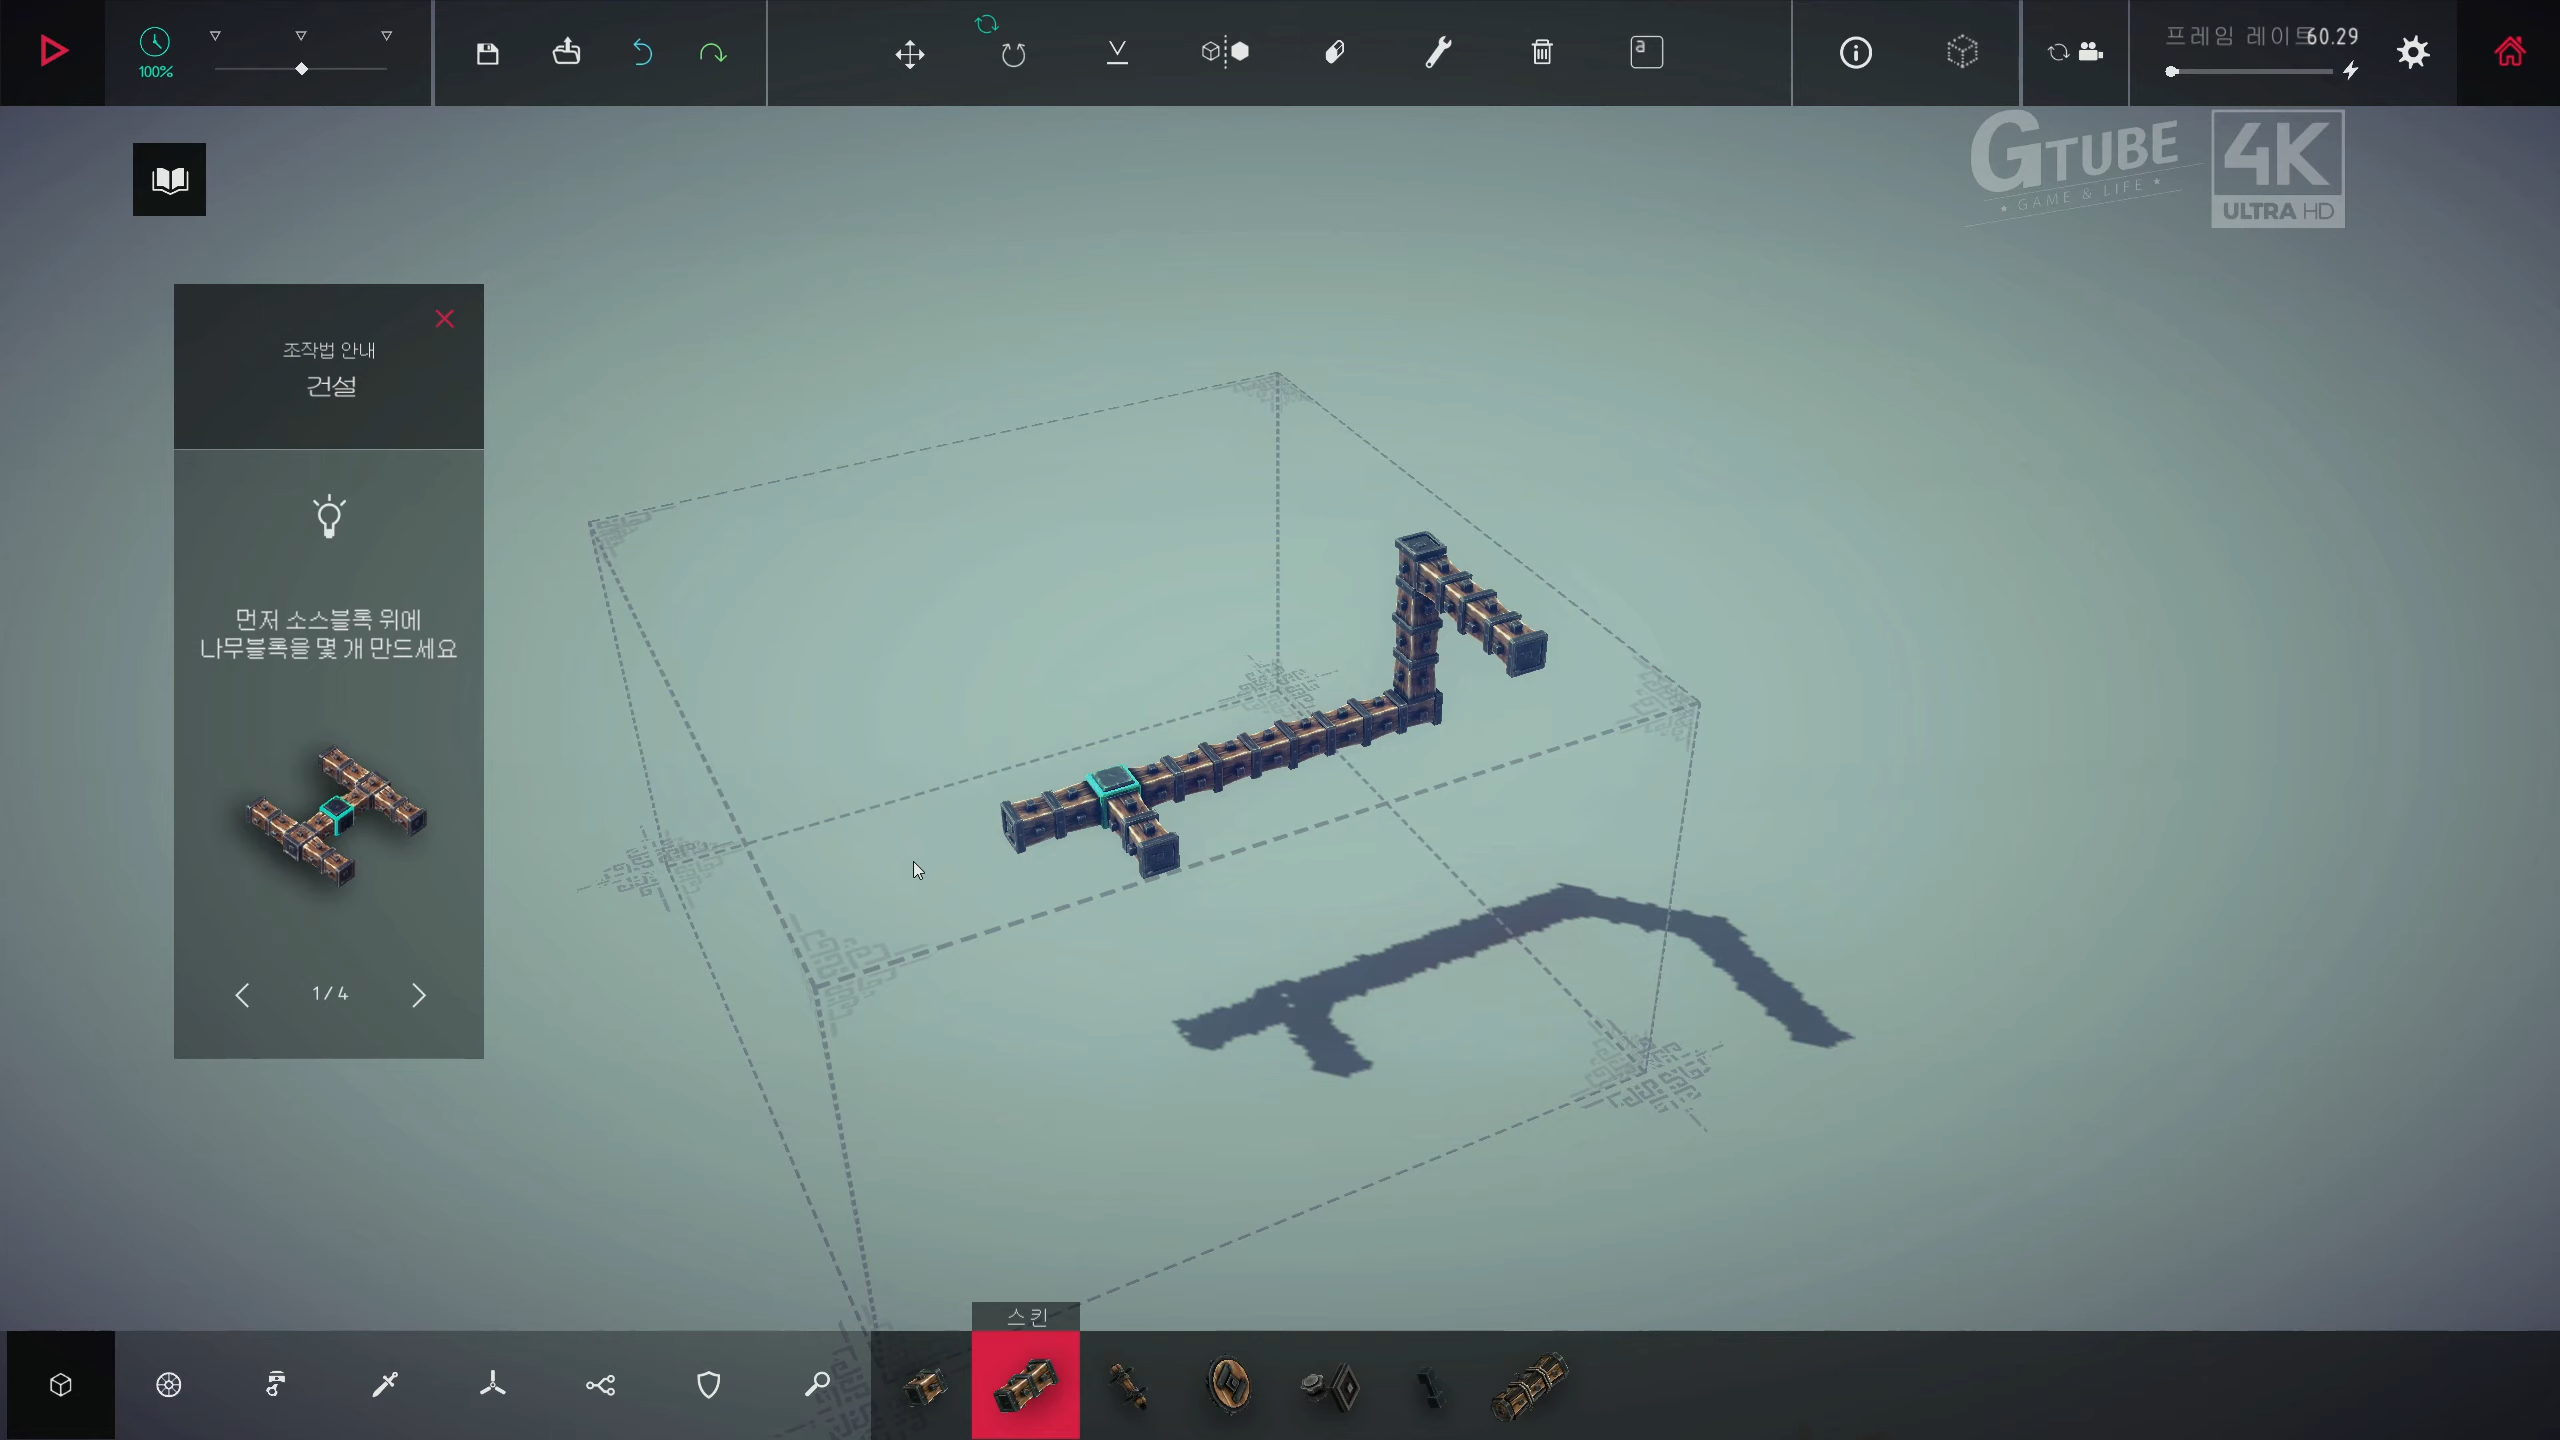 100%
a
프레임 레이트60.29
GTUBE
• GAME & LIFE •
4K
ULTRA HD
조작법 안내
건설
먼저 소스블록 위에
나무블록을 몇 개 만드세요
1/4
스킨